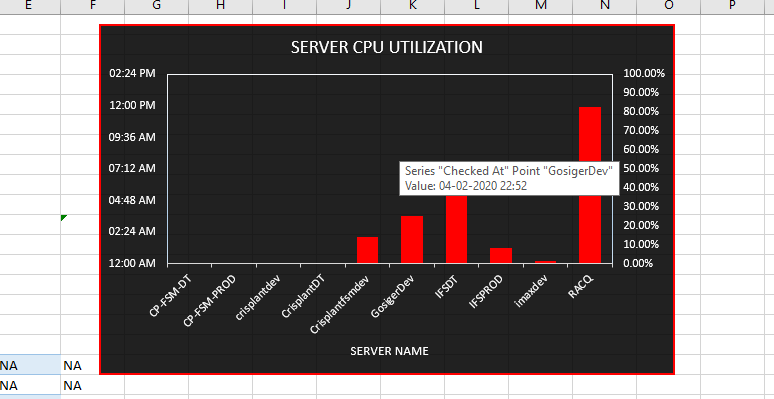 E F G H I J K L M N O P
SERVER CPU UTILIZATION
02:24 PM
12:00 PM
09:36 AM
07:12 AM
04:48 AM
02:24 AM
12:00 AM
100.00%
90.00%
80.00%
70.00%
60.00%
50.00%
40.00%
30.00%
20.00%
10.00%
0.00%
Series "Checked At" Point "GosigerDev"
Value: 04-02-2020 22:52
CP-FSM-DT
CP-FSM-PROD
crisplantdev
CrisplantDT
Crisplantfsmdev
GosigerDev
IFSDT
IFSPROD
imaxdev
RACQ
SERVER NAME
NA NA
NA NA